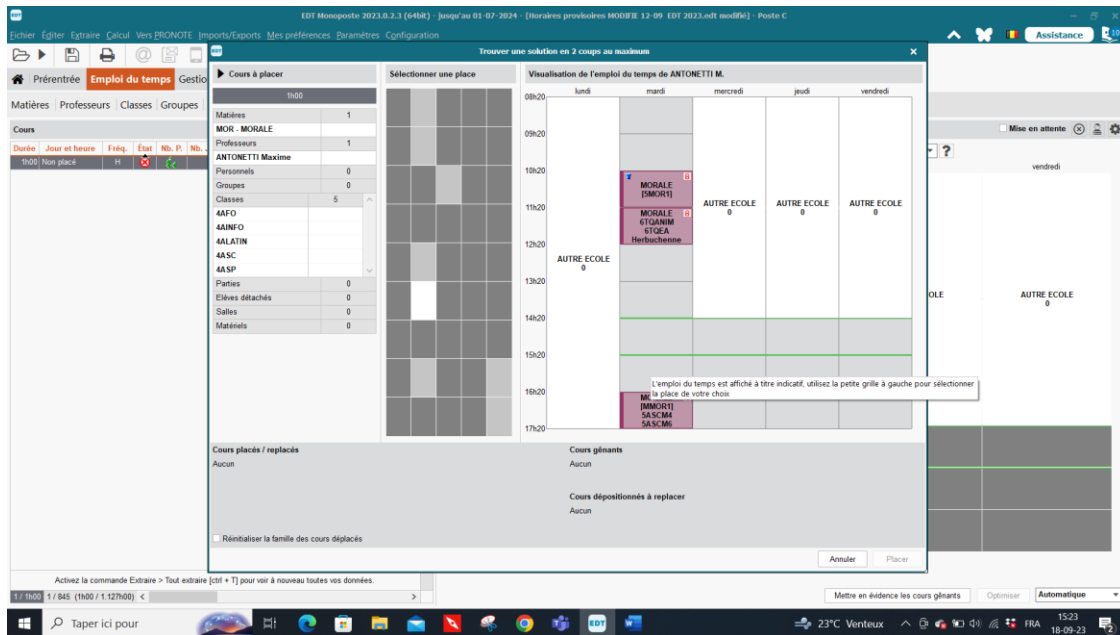 EDT
EDT Monoposte 2023.0.2.3 (64bit) - jusqu'au 01-07-2024 - [Horaires provisoires MODIFIE 12-09 EDT 2023.edt modifié] - Poste C
Fichier Éditer Extraire Calcul Vers PRONOTE Imports/Exports Mes préférences Paramètres Configuration
Assistance
10
EDT
Trouver une solution en 2 coups au maximum
Prérentrée Emploi du temps Gestio
Matières Professeurs Classes Groupes
Cours
Durée Jour et heure Fréq. État Nb. P. Nb.
1h00 Non placé H
Cours à placer
1h00
Matières 1
MOR - MORALE
Professeurs 1
ANTONETTI Maxime
Personnels 0
Groupes 0
Classes 5
4AFO
4AINFO
4ALATIN
4ASC
4ASP
Parties 0
Elèves détachés 0
Salles 0
Matériels 0
Sélectionner une place
Visualisation de l'emploi du temps de ANTONETTI M.
lundi mardi mercredi jeudi vendredi
08h20
09h20
10h20
11h20
12h20
13h20
14h20
15h20
16h20
17h20
AUTRE ECOLE
0
MORALE
[5MOR1]
MORALE
6TQANIM
6TQEA
Herbuchenne
AUTRE ECOLE
0
AUTRE ECOLE
0
AUTRE ECOLE
0
[MMOR1]
5ASCM4
5ASCM6
L'emploi du temps est affiché à titre indicatif, utilisez la petite grille à gauche pour sélectionner
la place de votre choix
Mise en attente
?
vendredi
OLE
AUTRE ECOLE
0
Cours placés / replacés
Aucun
Cours gênants
Aucun
Cours dépositionnés à replacer
Aucun
Réinitialiser la famille des cours déplacés
Annuler Placer
Activez la commande Extraire > Tout extraire [ctrl + T] pour voir à nouveau toutes vos données.
1 / 1h00 1 / 845 (1h00 / 1.127h00)
Mettre en évidence les cours gênants Optimiser Automatique
Taper ici pour
EDT
23°C Venteux
FRA
15:23
18-09-23
2